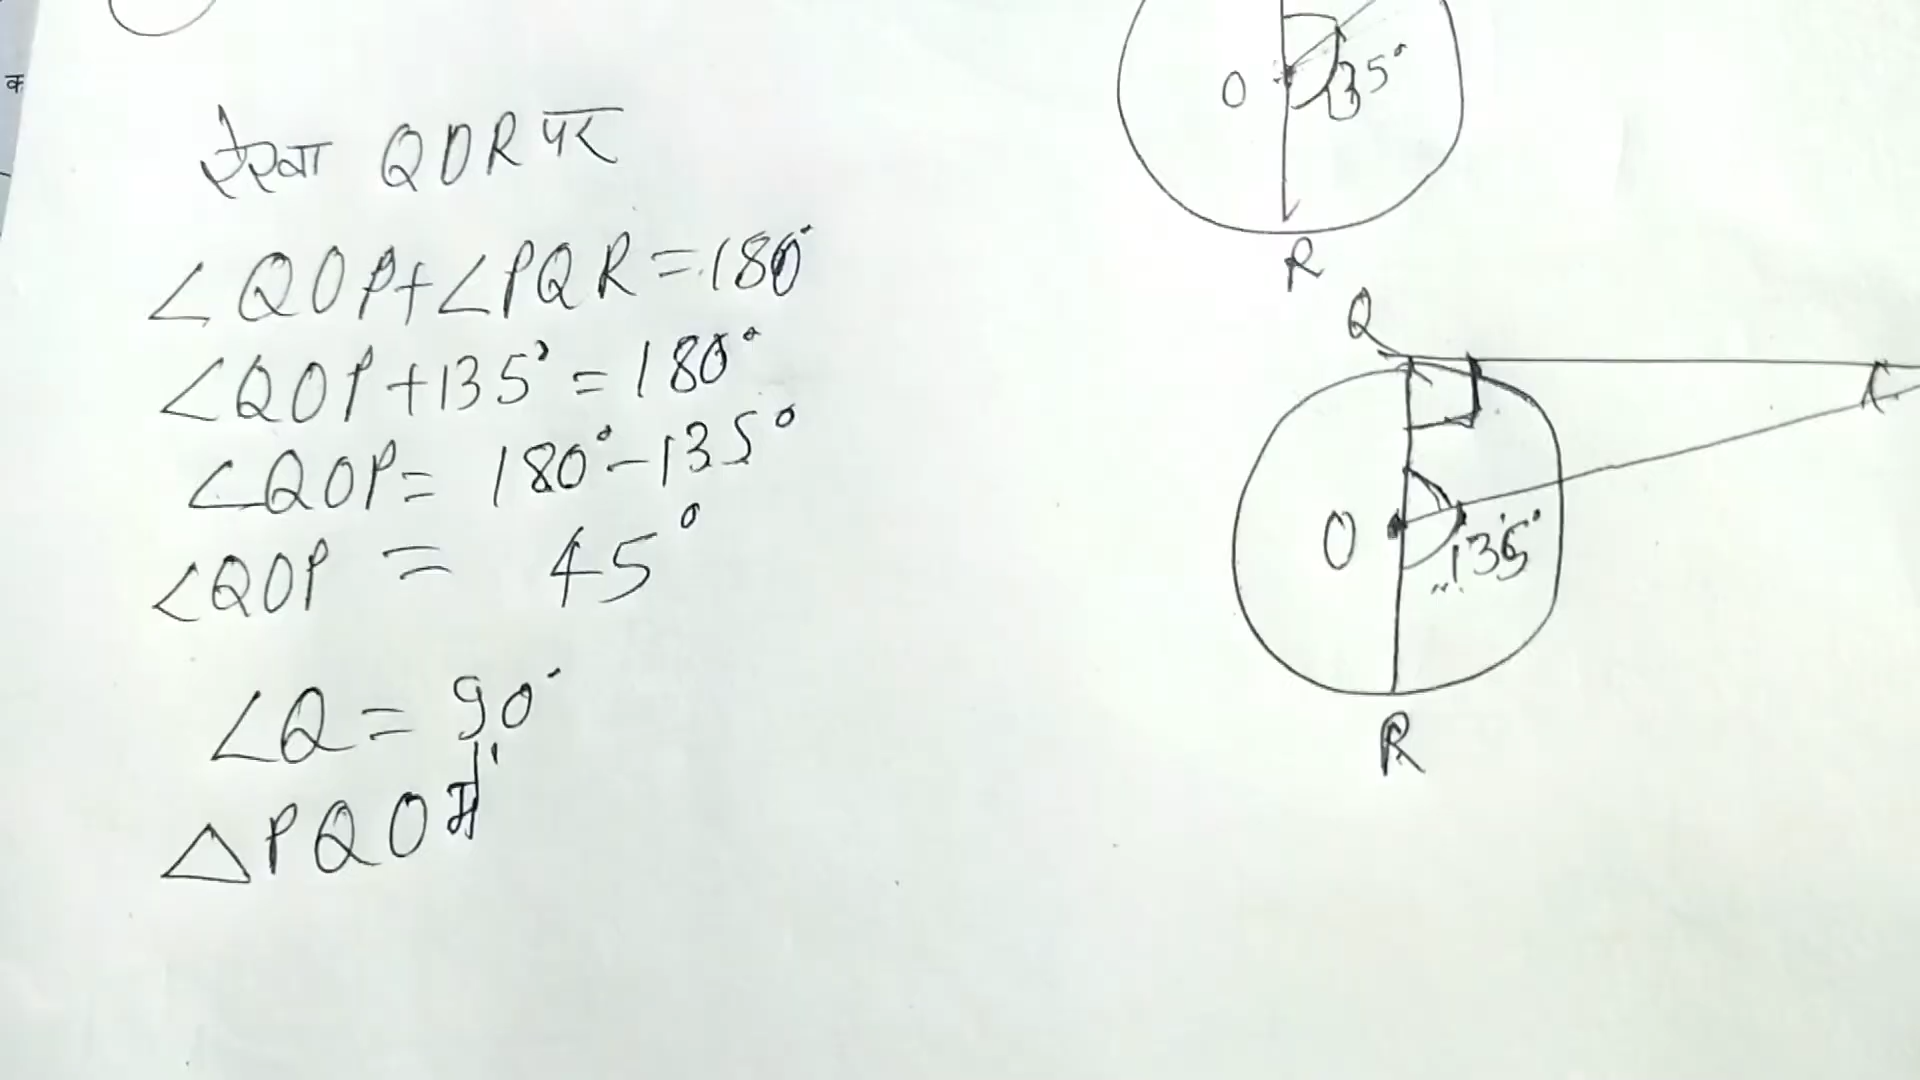 क
रेखा QOR पर
∠QOP+∠PQR=180°
∠QOP+135°=180°
∠QOP=180°-135°
∠QOP = 45°
∠Q=90°
△PQO में
O 135°
R
Q
O 135°
R